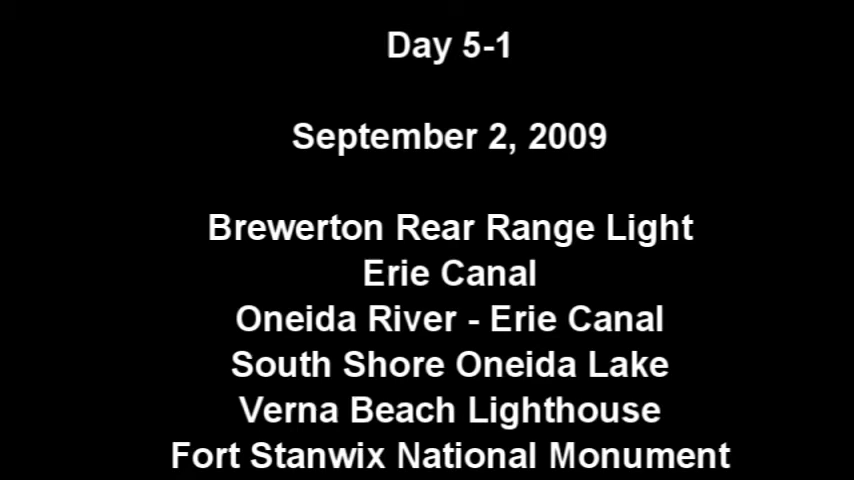 Day 5-1
September 2, 2009
Brewerton Rear Range Light
Erie Canal
Oneida River - Erie Canal
South Shore Oneida Lake
Verna Beach Lighthouse
Fort Stanwix National Monument